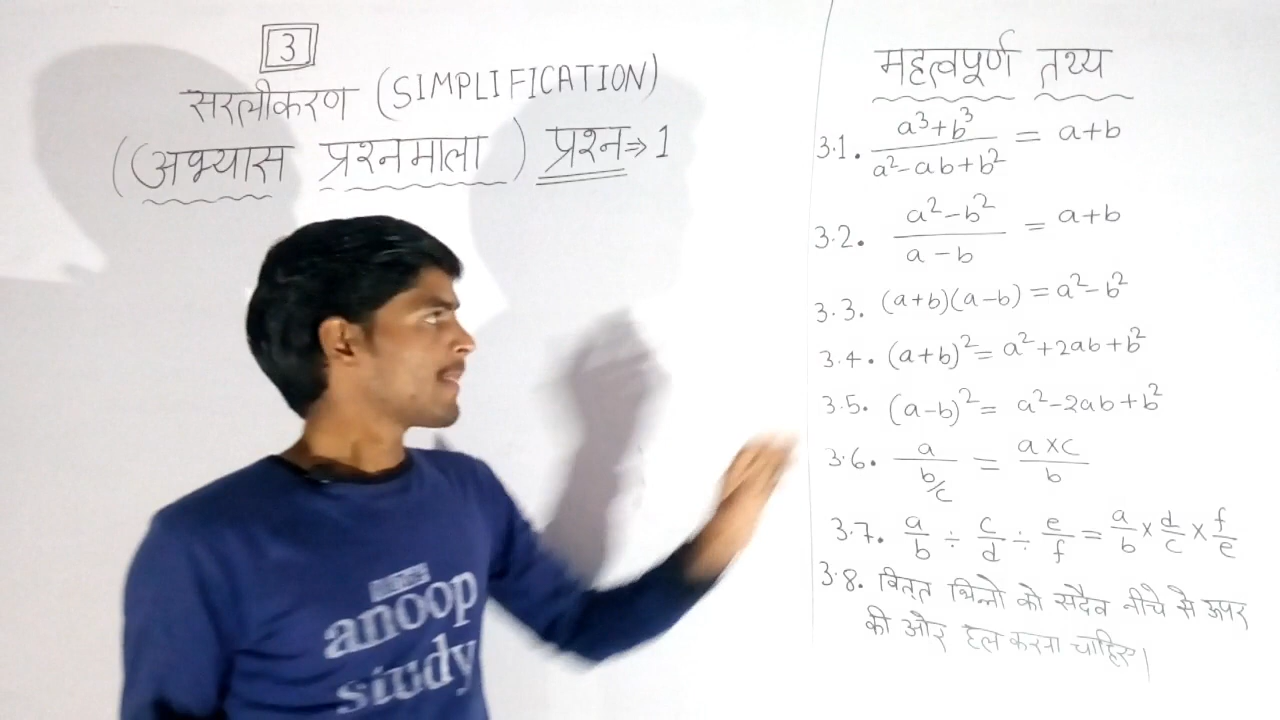 3
सरलीकरण (SIMPLIFICATION)
(अभ्यास प्रश्नमाला) प्रश्न⇒1
महत्वपूर्ण तथ्य
3.1. (a³+b³)/(a²-ab+b²) = a+b
3.2. (a²-b²)/(a-b) = a+b
3.3. (a+b)(a-b) = a²-b²
3.4. (a+b)² = a²+2ab+b²
3.5. (a-b)² = a²-2ab+b²
3.6. a/(b/c) = (a×c)/b
3.7. a/b ÷ c/d ÷ e/f = a/b × d/c × f/e
3.8. वितत भिन्नो को सदैव नीचे से ऊपर
की ओर हल करना चाहिए।
anoop
study